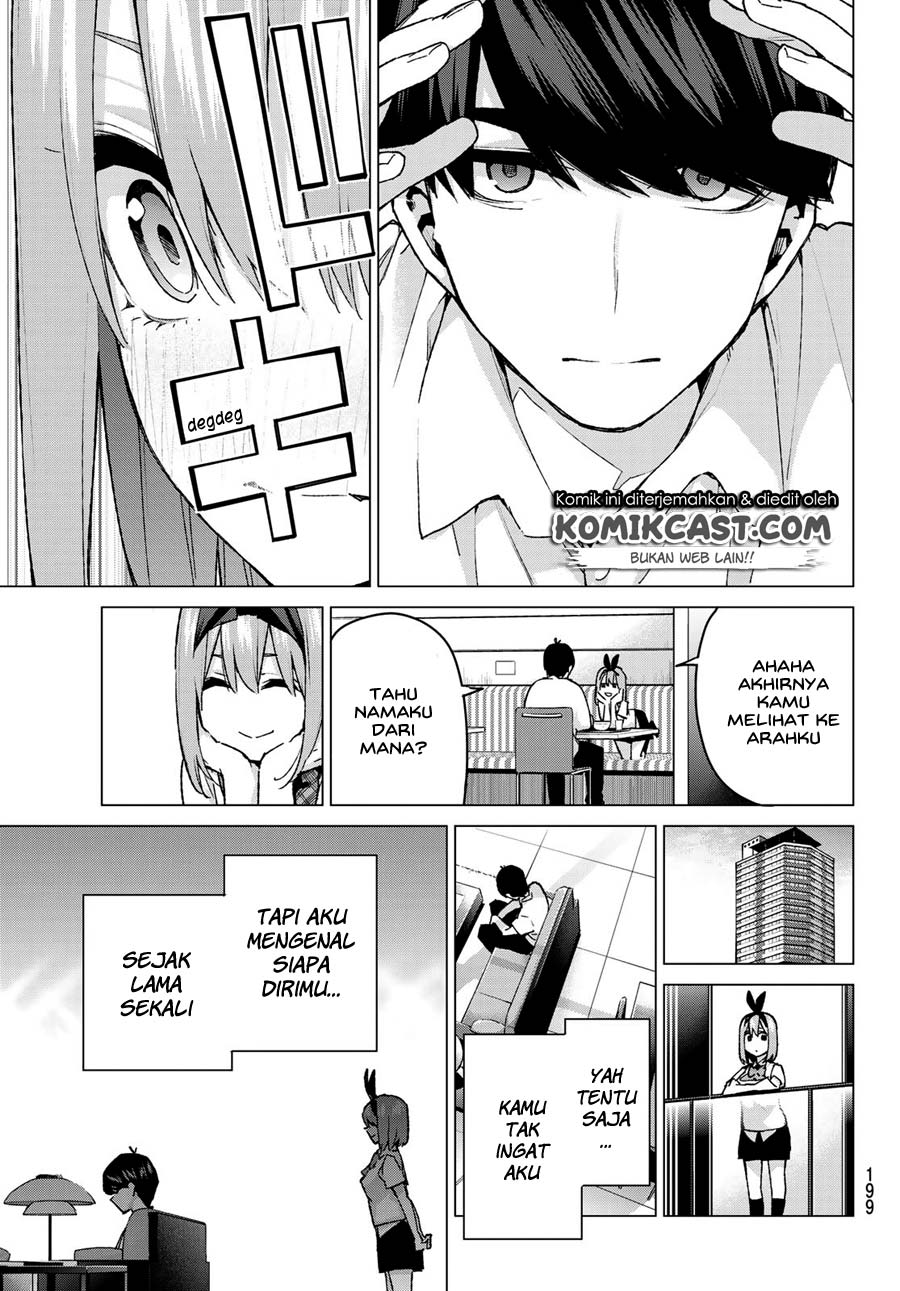 Komik ini diterjemahkan & diedit oleh
KOMIKCAST.COM
BUKAN WEB LAIN!!
!!!
キ
degdeg
AHAHA
AKHIRNYA
KAMU
MELIHAT KE
ARAHKU
TAHU
NAMAKU
DARI
MANA?
YAH
TENTU
SAJA
...
KAMU
TAK
INGAT
AKU
TAPI AKU
MENGENAL
SIAPA
DIRIMU...
SEJAK
LAMA
SEKALI
199